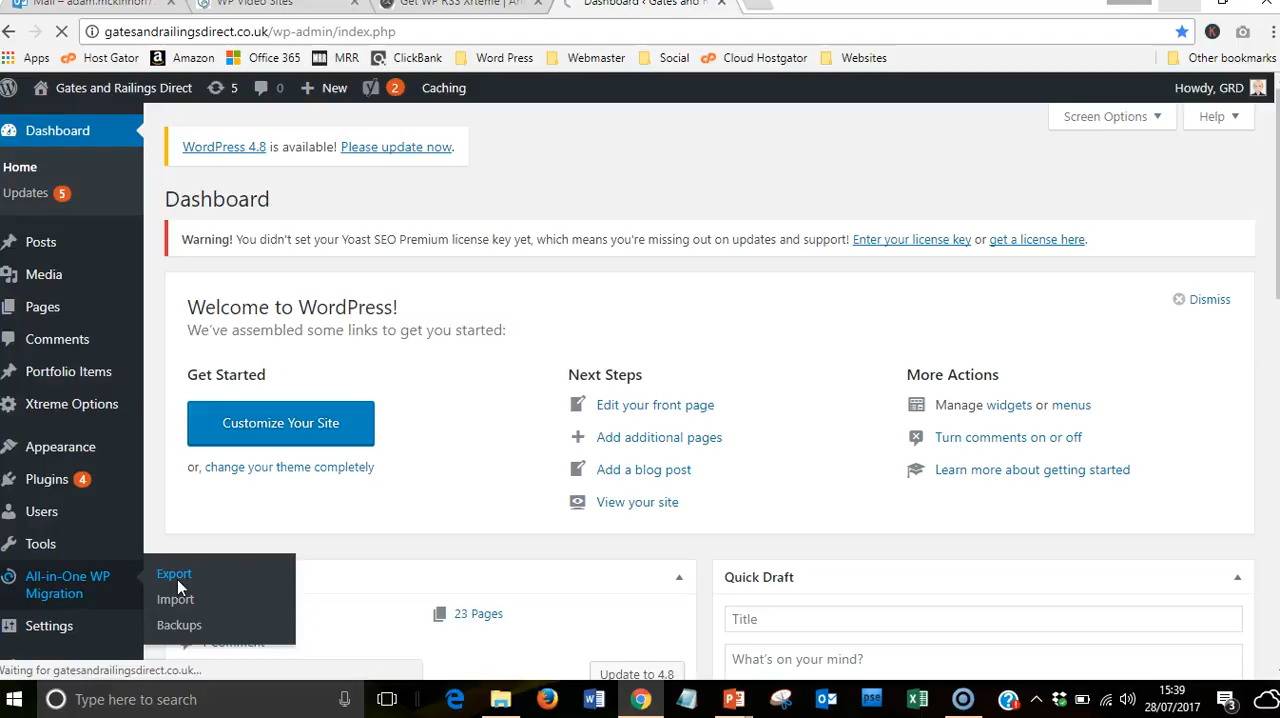 Mail – adam.mckinnon
WP Video Sites
Get WP RSS Xrteme | Ar
Dashboard ‹ Gates and R
gatesandrailingsdirect.co.uk/wp-admin/index.php
Apps Host Gator Amazon Office 365 MRR ClickBank Word Press Webmaster Social Cloud Hostgator Websites Other bookmarks
Gates and Railings Direct 5 0 New 2 Caching Howdy, GRD
Dashboard
Home
Updates 5
Posts
Media
Pages
Comments
Portfolio Items
Xtreme Options
Appearance
Plugins 4
Users
Tools
All-in-One WP
Migration
Settings
Export
Import
Backups
Screen Options Help
WordPress 4.8 is available! Please update now.
Dashboard
Warning! You didn't set your Yoast SEO Premium license key yet, which means you're missing out on updates and support! Enter your license key or get a license here.
Welcome to WordPress!
We've assembled some links to get you started:
Dismiss
Get Started
Customize Your Site
or, change your theme completely
Next Steps
Edit your front page
Add additional pages
Add a blog post
View your site
More Actions
Manage widgets or menus
Turn comments on or off
Learn more about getting started
23 Pages
1 Comment
Update to 4.8
Quick Draft
Title
What's on your mind?
Waiting for gatesandrailingsdirect.co.uk...
Type here to search
15:39
28/07/2017
3